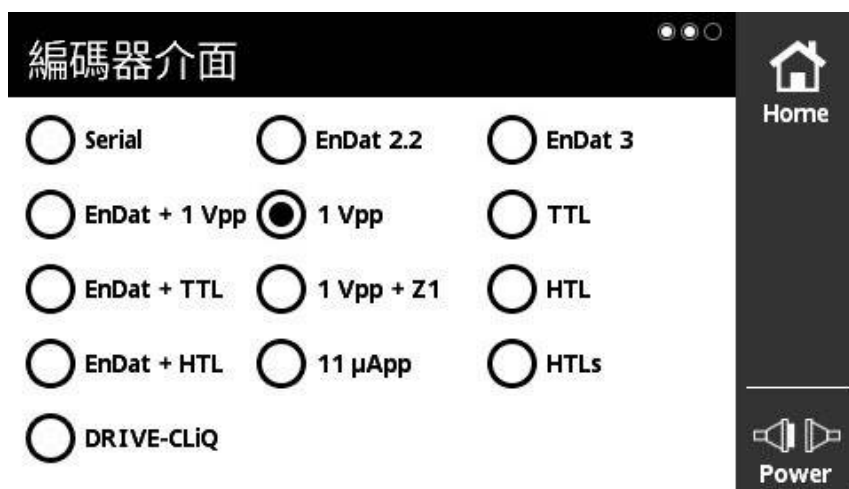 編碼器介面
Home
Serial EnDat 2.2 EnDat 3
EnDat + 1 Vpp 1 Vpp TTL
EnDat + TTL 1 Vpp + Z1 HTL
EnDat + HTL 11 µApp HTLs
DRIVE-CLiQ
Power